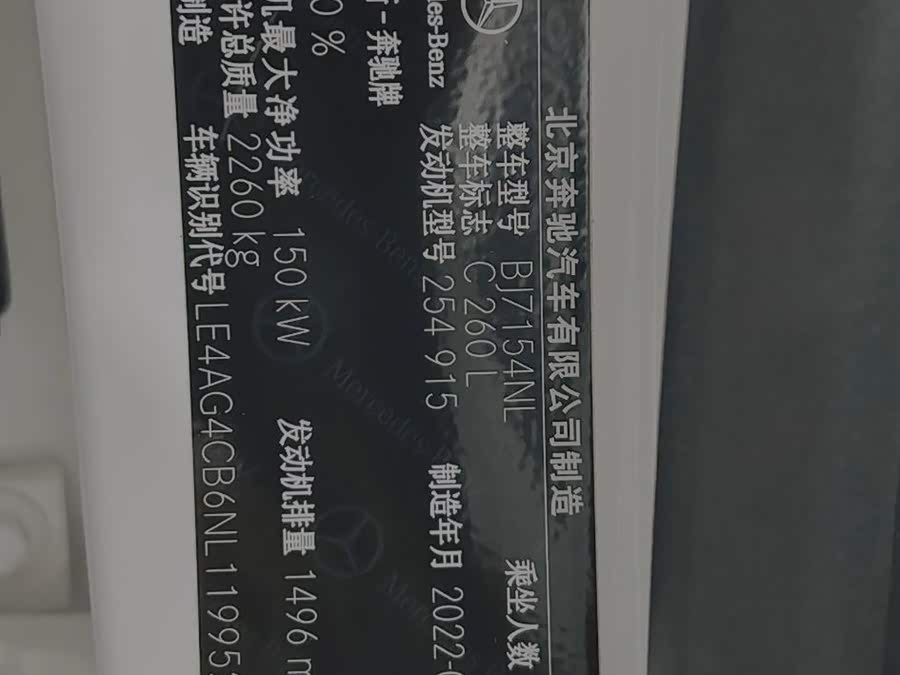 北京奔驰汽车有限公司制造
整车型号 BJ7154NL 乘坐人数
整车标志 C 260 L
des-Benz 发动机型号 254 915 制造年月 2022-
-奔驰牌
0 %
机最大净功率 150 kW 发动机排量 1496 m
许总质量 2260 kg
制造 车辆识别代号 LE4AG4CB6NL11995